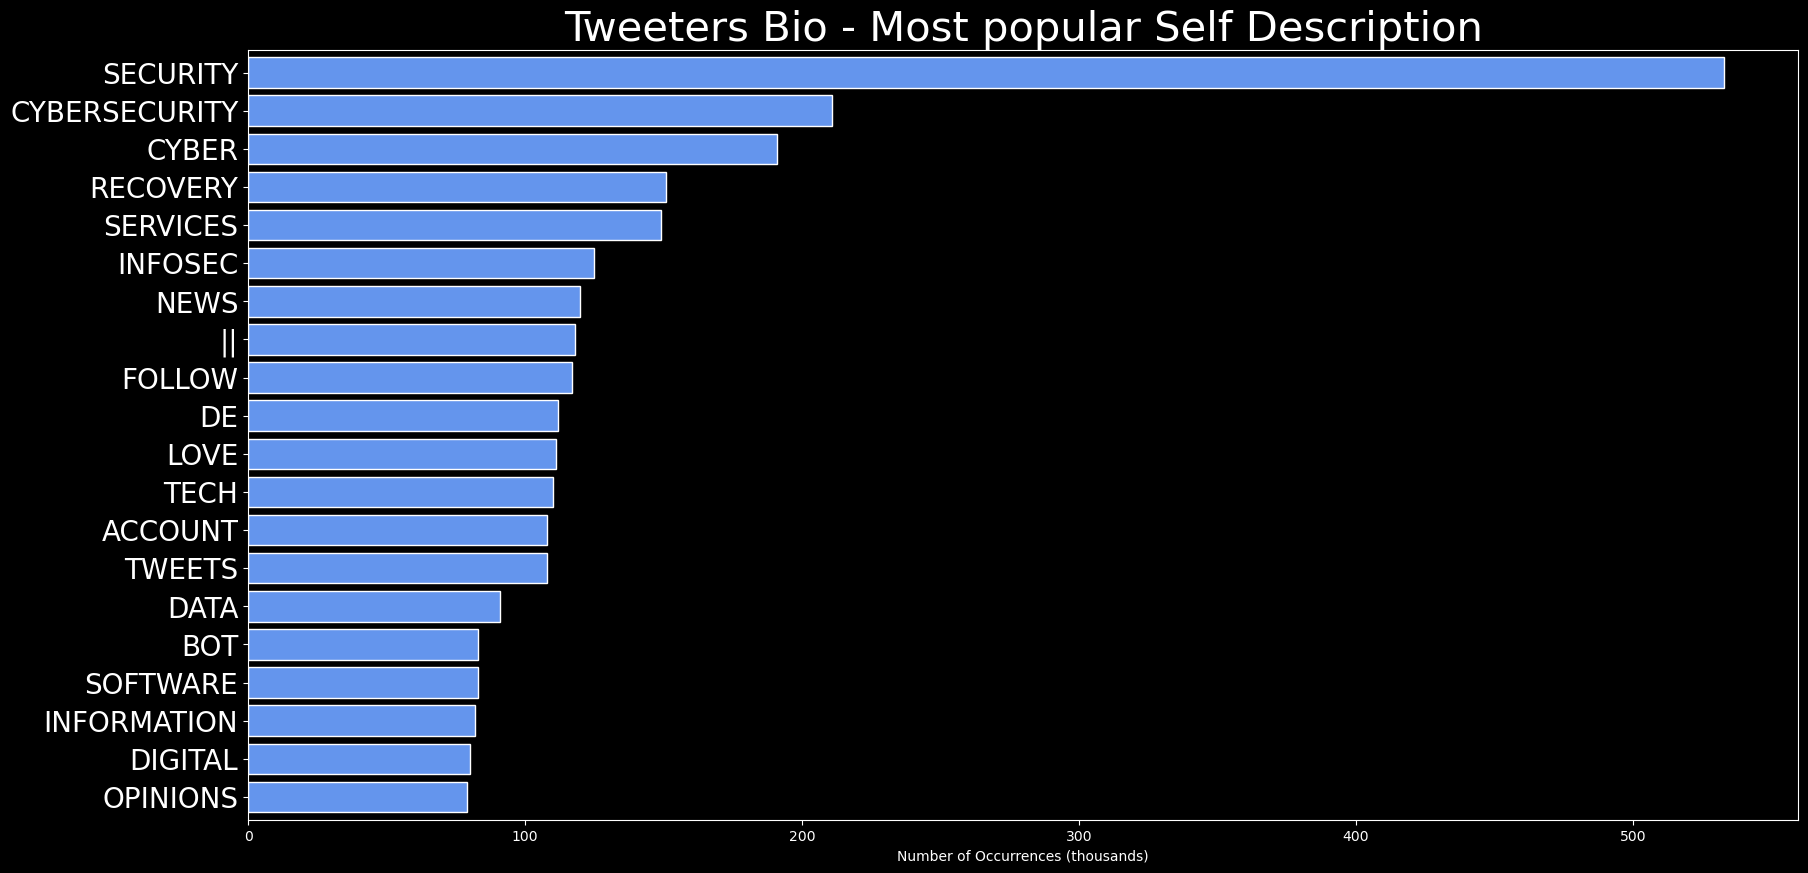 Tweeters Bio - Most popular Self Description
SECURITY
CYBERSECURITY
CYBER
RECOVERY
SERVICES
INFOSEC
NEWS
||
FOLLOW
DE
LOVE
TECH
ACCOUNT
TWEETS
DATA
BOT
SOFTWARE
INFORMATION
DIGITAL
OPINIONS
0 100 200 300 400 500
Number of Occurrences (thousands)